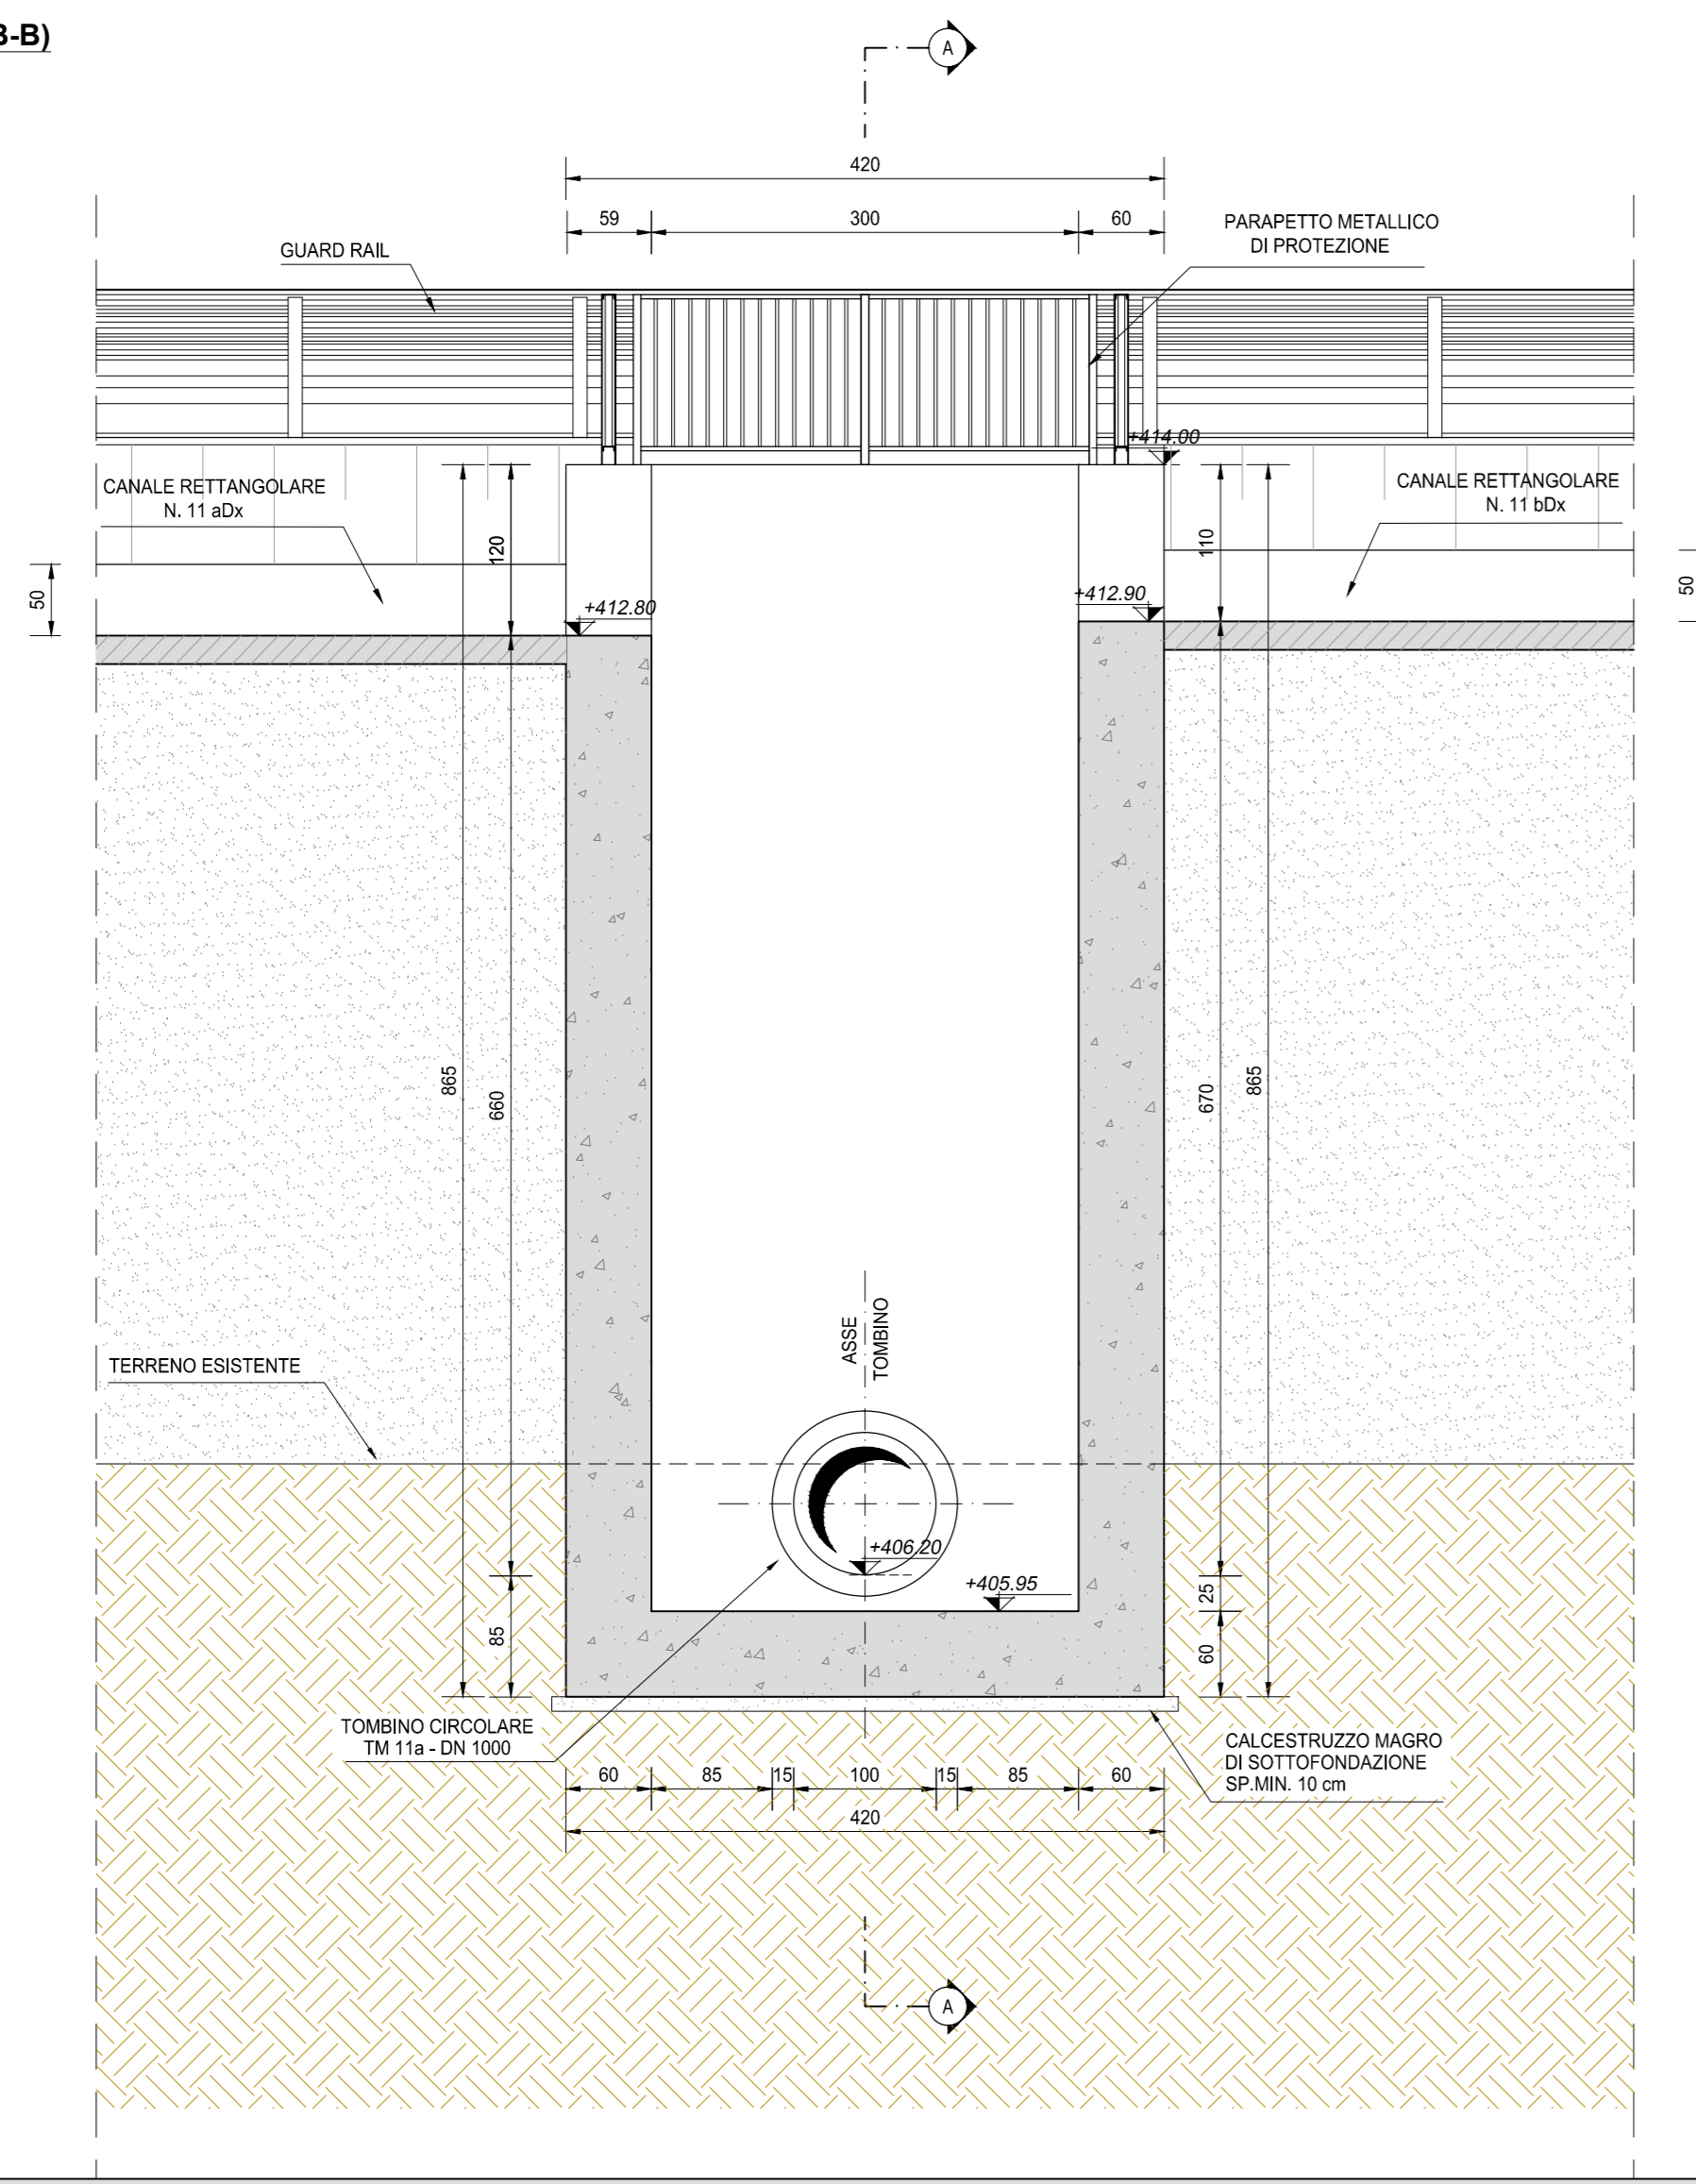 B-B)
A
420
59
300
60
PARAPETTO METALLICO
DI PROTEZIONE
GUARD RAIL
+414.00
CANALE RETTANGOLARE
N. 11 aDx
CANALE RETTANGOLARE
N. 11 bDx
120
110
50
50
+412.80
+412.90
865
660
670
865
ASSE
TOMBINO
TERRENO ESISTENTE
+406.20
+405.95
25
85
60
TOMBINO CIRCOLARE
TM 11a - DN 1000
CALCESTRUZZO MAGRO
DI SOTTOFONDAZIONE
SP.MIN. 10 cm
60
85
15
100
15
85
60
420
A